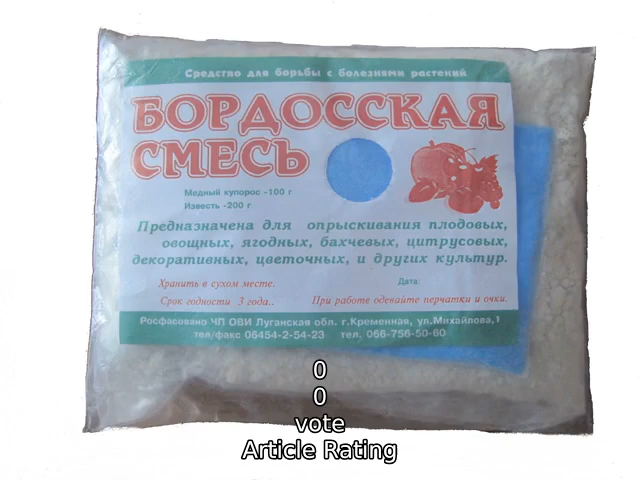 Средство для борьбы с болезнями растений
БОРДОССКАЯ
СМЕСЬ
Медный купорос -100 г
Известь -200 г
Предназначена для опрыскивания плодовых,
овощных, ягодных, бахчевых, цитрусовых,
декоративных, цветочных, и других культур.
Хранить в сухом месте.
Дата:
Срок годности 3 года..
При работе одевайте перчатки и очки.
Росфасовано ЧП ОВИ Луганская обл. г.Кременная, ул.Михайлова,1
тел/факс 06454-2-54-23 тел. 066-756-50-60
0
0
vote
Article Rating